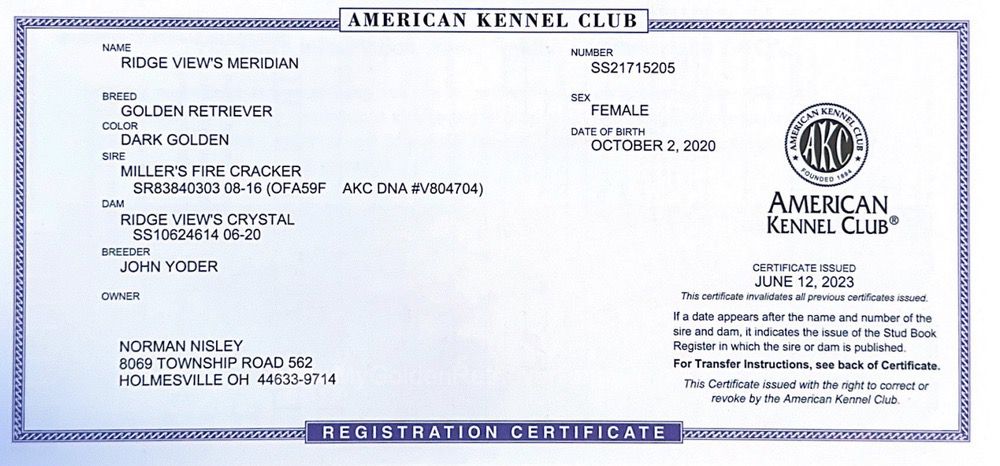 AMERICAN KENNEL CLUB
NAME
RIDGE VIEW'S MERIDIAN
NUMBER
SS21715205
BREED
GOLDEN RETRIEVER
SEX
FEMALE
COLOR
DARK GOLDEN
DATE OF BIRTH
OCTOBER 2, 2020
SIRE
MILLER'S FIRE CRACKER
SR83840303 08-16 (OFA59F AKC DNA #V804704)
DAM
RIDGE VIEW'S CRYSTAL
SS10624614 06-20
BREEDER
JOHN YODER
OWNER
NORMAN NISLEY
8069 TOWNSHIP ROAD 562
HOLMESVILLE OH 44633-9714
AMERICAN KENNEL CLUB
AKC
FOUNDED 1884
AMERICAN
KENNEL CLUB®
CERTIFICATE ISSUED
JUNE 12, 2023
This certificate invalidates all previous certificates issued.
If a date appears after the name and number of the
sire and dam, it indicates the issue of the Stud Book
Register in which the sire or dam is published.
For Transfer Instructions, see back of Certificate.
This Certificate issued with the right to correct or
revoke by the American Kennel Club.
REGISTRATION CERTIFICATE